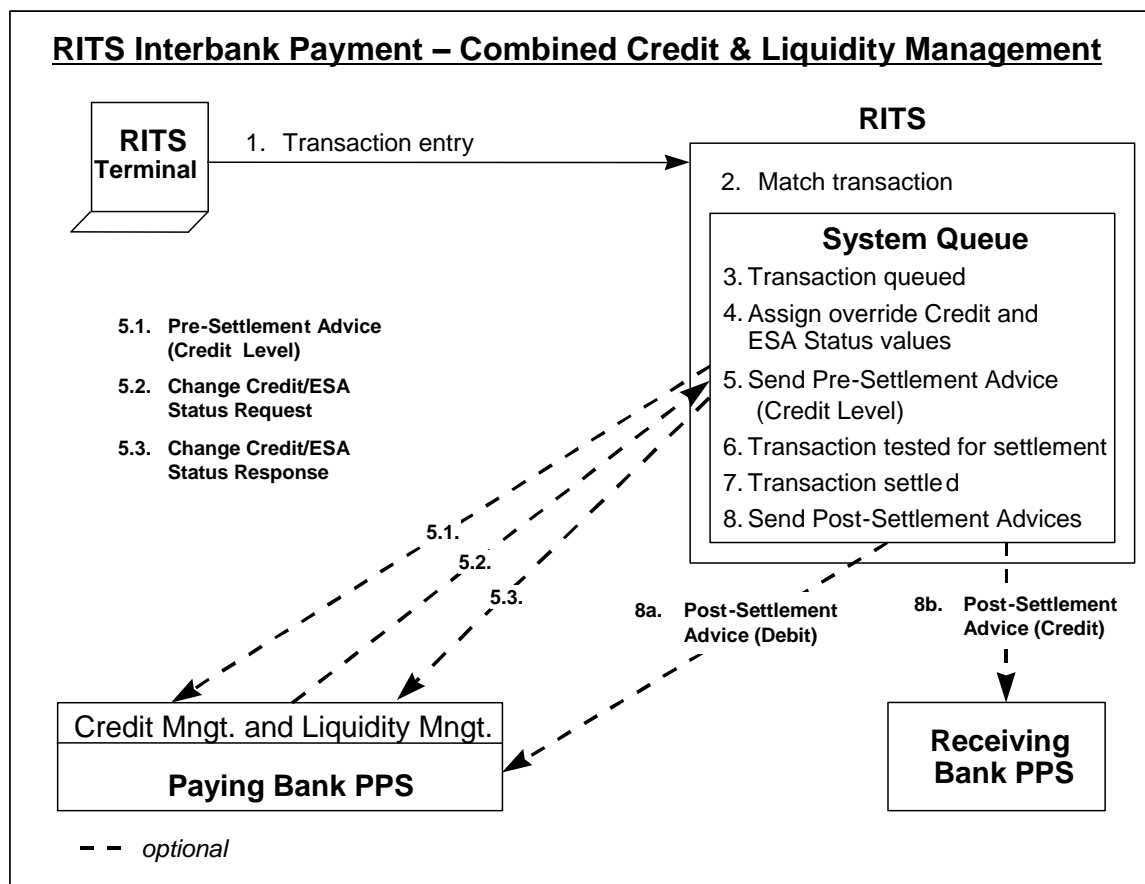 RITS Interbank Payment – Combined Credit & Liquidity Management
RITS
Terminal
1. Transaction entry
RITS
2. Match transaction
System Queue
3. Transaction queued
4. Assign override Credit and
ESA Status values
5. Send Pre-Settlement Advice
(Credit Level)
6. Transaction tested for settlement
7. Transaction settled
8. Send Post-Settlement Advices
5.1. Pre-Settlement Advice
(Credit Level)
5.2. Change Credit/ESA
Status Request
5.3. Change Credit/ESA
Status Response
5.1.
5.2.
5.3.
8a. Post-Settlement
Advice (Debit)
8b. Post-Settlement
Advice (Credit)
Credit Mngt. and Liquidity Mngt.
Paying Bank PPS
Receiving
Bank PPS
optional